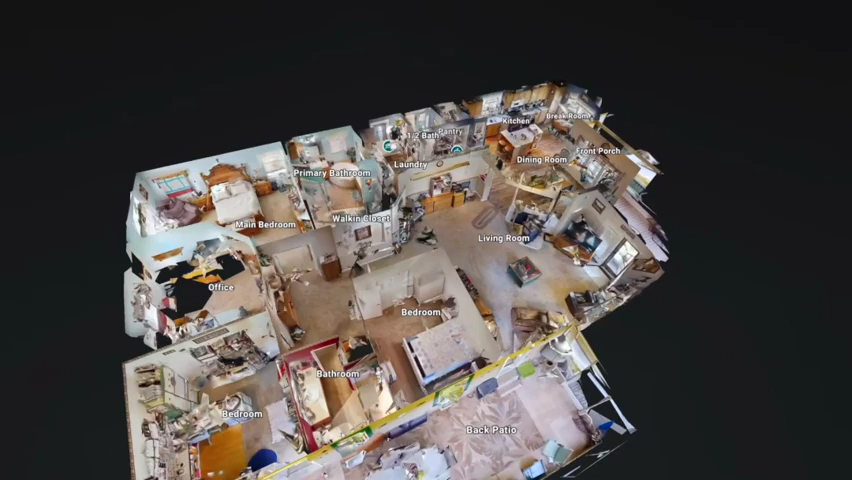 Kitchen
Break Room
1/2 Bath
Pantry
Front Porch
Dining Room
Laundry
Primary Bathroom
Walkin Closet
Main Bedroom
Living Room
Office
Bedroom
Bathroom
Bedroom
Back Patio